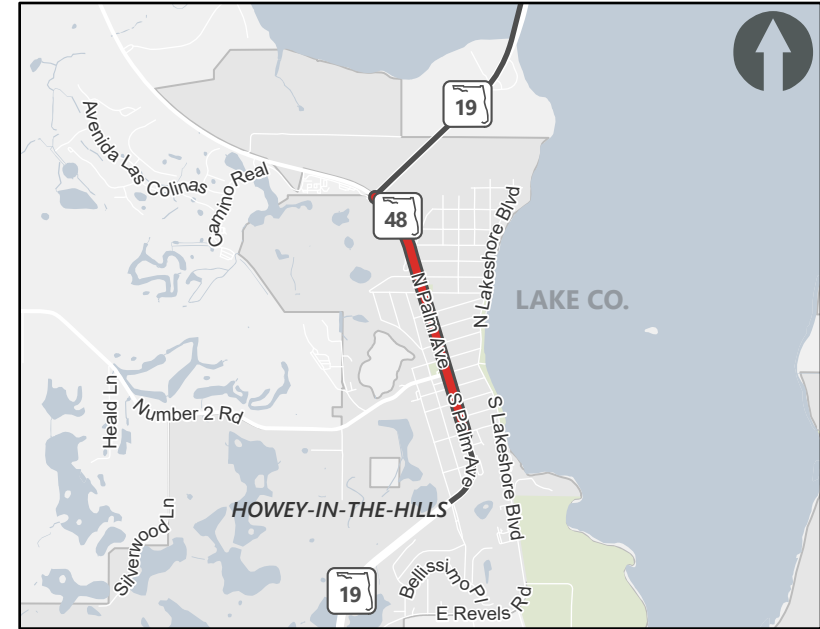 19
Avenida Las Colinas
Camino Real
48
N Lakeshore Blvd
N Palm Ave
LAKE CO.
Heald Ln
Number 2 Rd
S Palm Ave
S Lakeshore Blvd
HOWEY-IN-THE-HILLS
Silverwood Ln
19
Bellissimo Pl
E Revels Rd